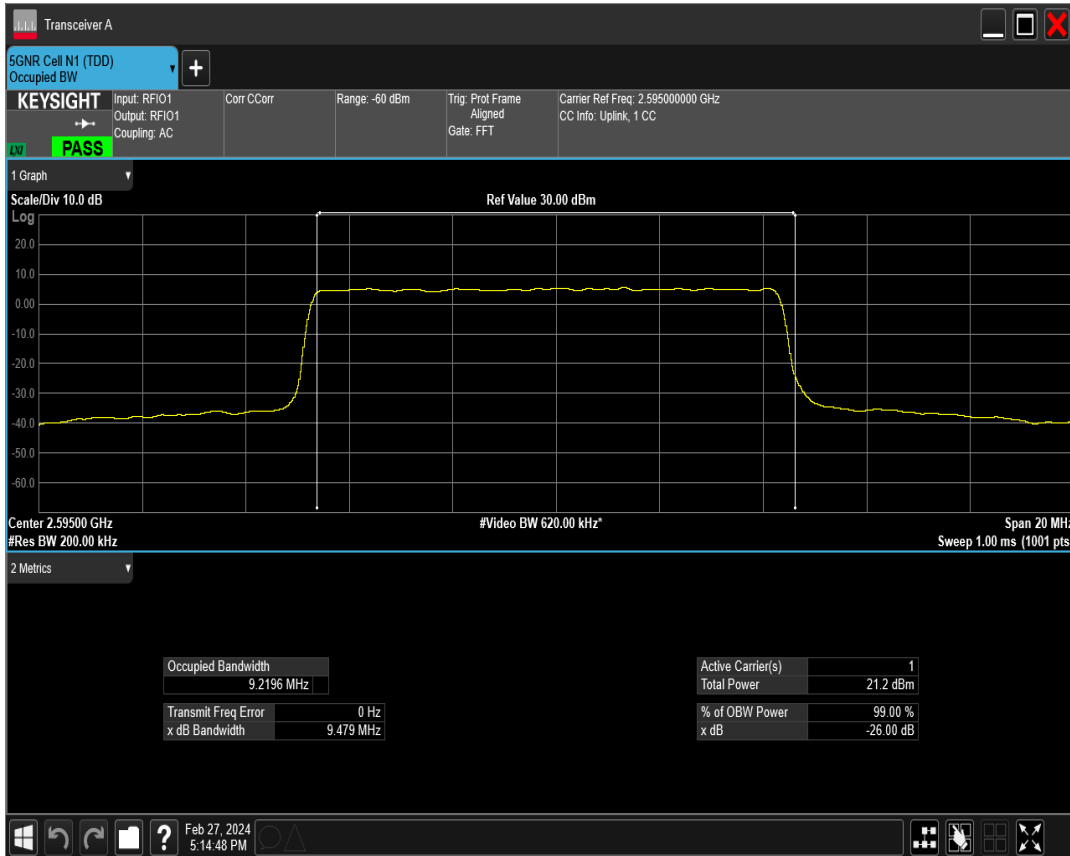 Transceiver A
5GNR Cell N1 (TDD)
Occupied BW
+
KEYSIGHT
LXI
PASS
Input: RFIO1
Output: RFIO1
Coupling: AC
Corr CCorr
Range: -60 dBm
Trig: Prot Frame
Aligned
Gate: FFT
Carrier Ref Freq: 2.595000000 GHz
CC Info: Uplink, 1 CC
1 Graph
Scale/Div 10.0 dB
Ref Value 30.00 dBm
Log
20.0
10.0
0.00
-10.0
-20.0
-30.0
-40.0
-50.0
-60.0
Center 2.59500 GHz
#Video BW 620.00 kHz*
Span 20 MHz
#Res BW 200.00 kHz
Sweep 1.00 ms (1001 pts
2 Metrics
Occupied Bandwidth
9.2196 MHz
Transmit Freq Error 0 Hz
x dB Bandwidth 9.479 MHz
Active Carrier(s) 1
Total Power 21.2 dBm
% of OBW Power 99.00 %
x dB -26.00 dB
?
Feb 27, 2024
5:14:48 PM